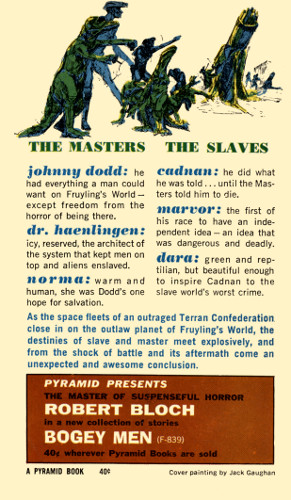 THE MASTERS
johnny dodd: he
had everything a man could
want on Fruyling's World—
except freedom from the
horror of being there.
dr. haenlingen:
icy, reserved, the architect of
the system that kept men on
top and aliens enslaved.
norma: warm and
human, she was Dodd's one
hope for salvation.
THE SLAVES
cadnan: he did what
he was told...until the Mas-
ters told him to die.
marvor: the first of
his race to have an inde-
pendent idea—an idea that
was dangerous and deadly.
dara: green and rep-
tilian, but beautiful enough
to inspire Cadnan to the
slave world's worst crime.
As the space fleets of an outraged Terran Confederation
close in on the outlaw planet of Fruyling's World, the
destinies of slave and master meet explosively, and
from the shock of battle and its aftermath come an
unexpected and awesome conclusion.
PYRAMID PRESENTS
THE MASTER OF SUSPENSEFUL HORROR
ROBERT BLOCH
in a new collection of stories
BOGEY MEN (F-839)
40¢ wherever Pyramid Books are sold
A PYRAMID BOOK 40¢ Cover painting by Jack Gaughan